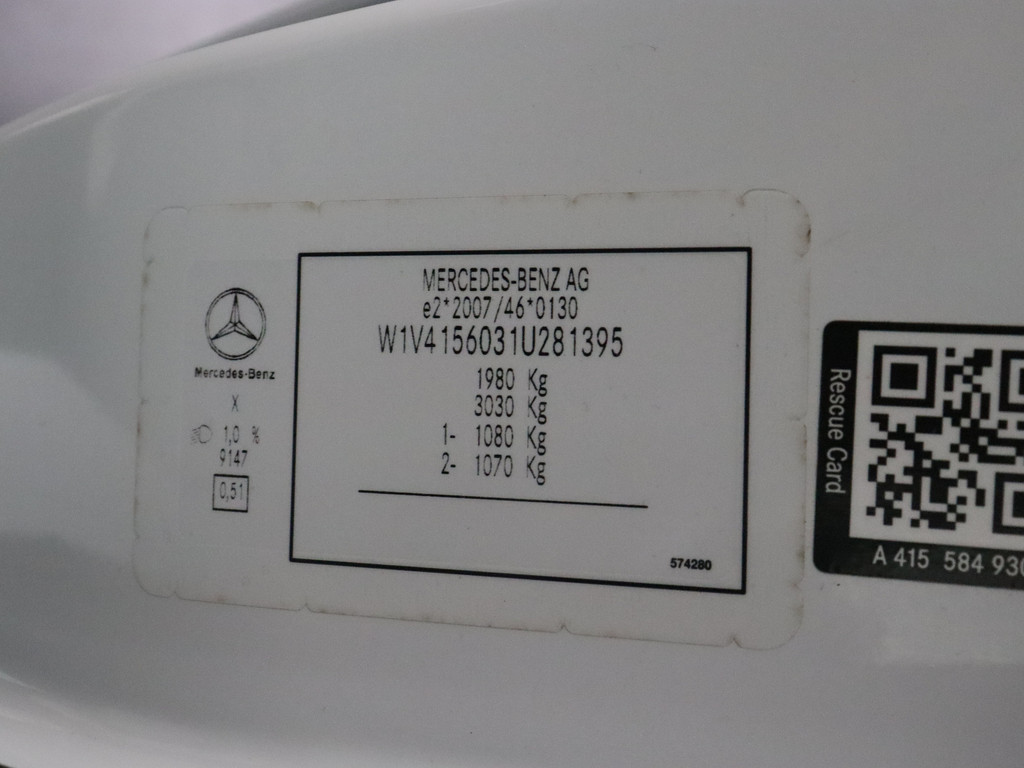 MERCEDES-BENZ AG
e2*2007/46*0130
W1V4156031U281395
1980 Kg
3030 Kg
1- 1080 Kg
2- 1070 Kg
574280
Mercedes-Benz
X
1,0 %
9147
0,51
Rescue Card
A 415 584 930